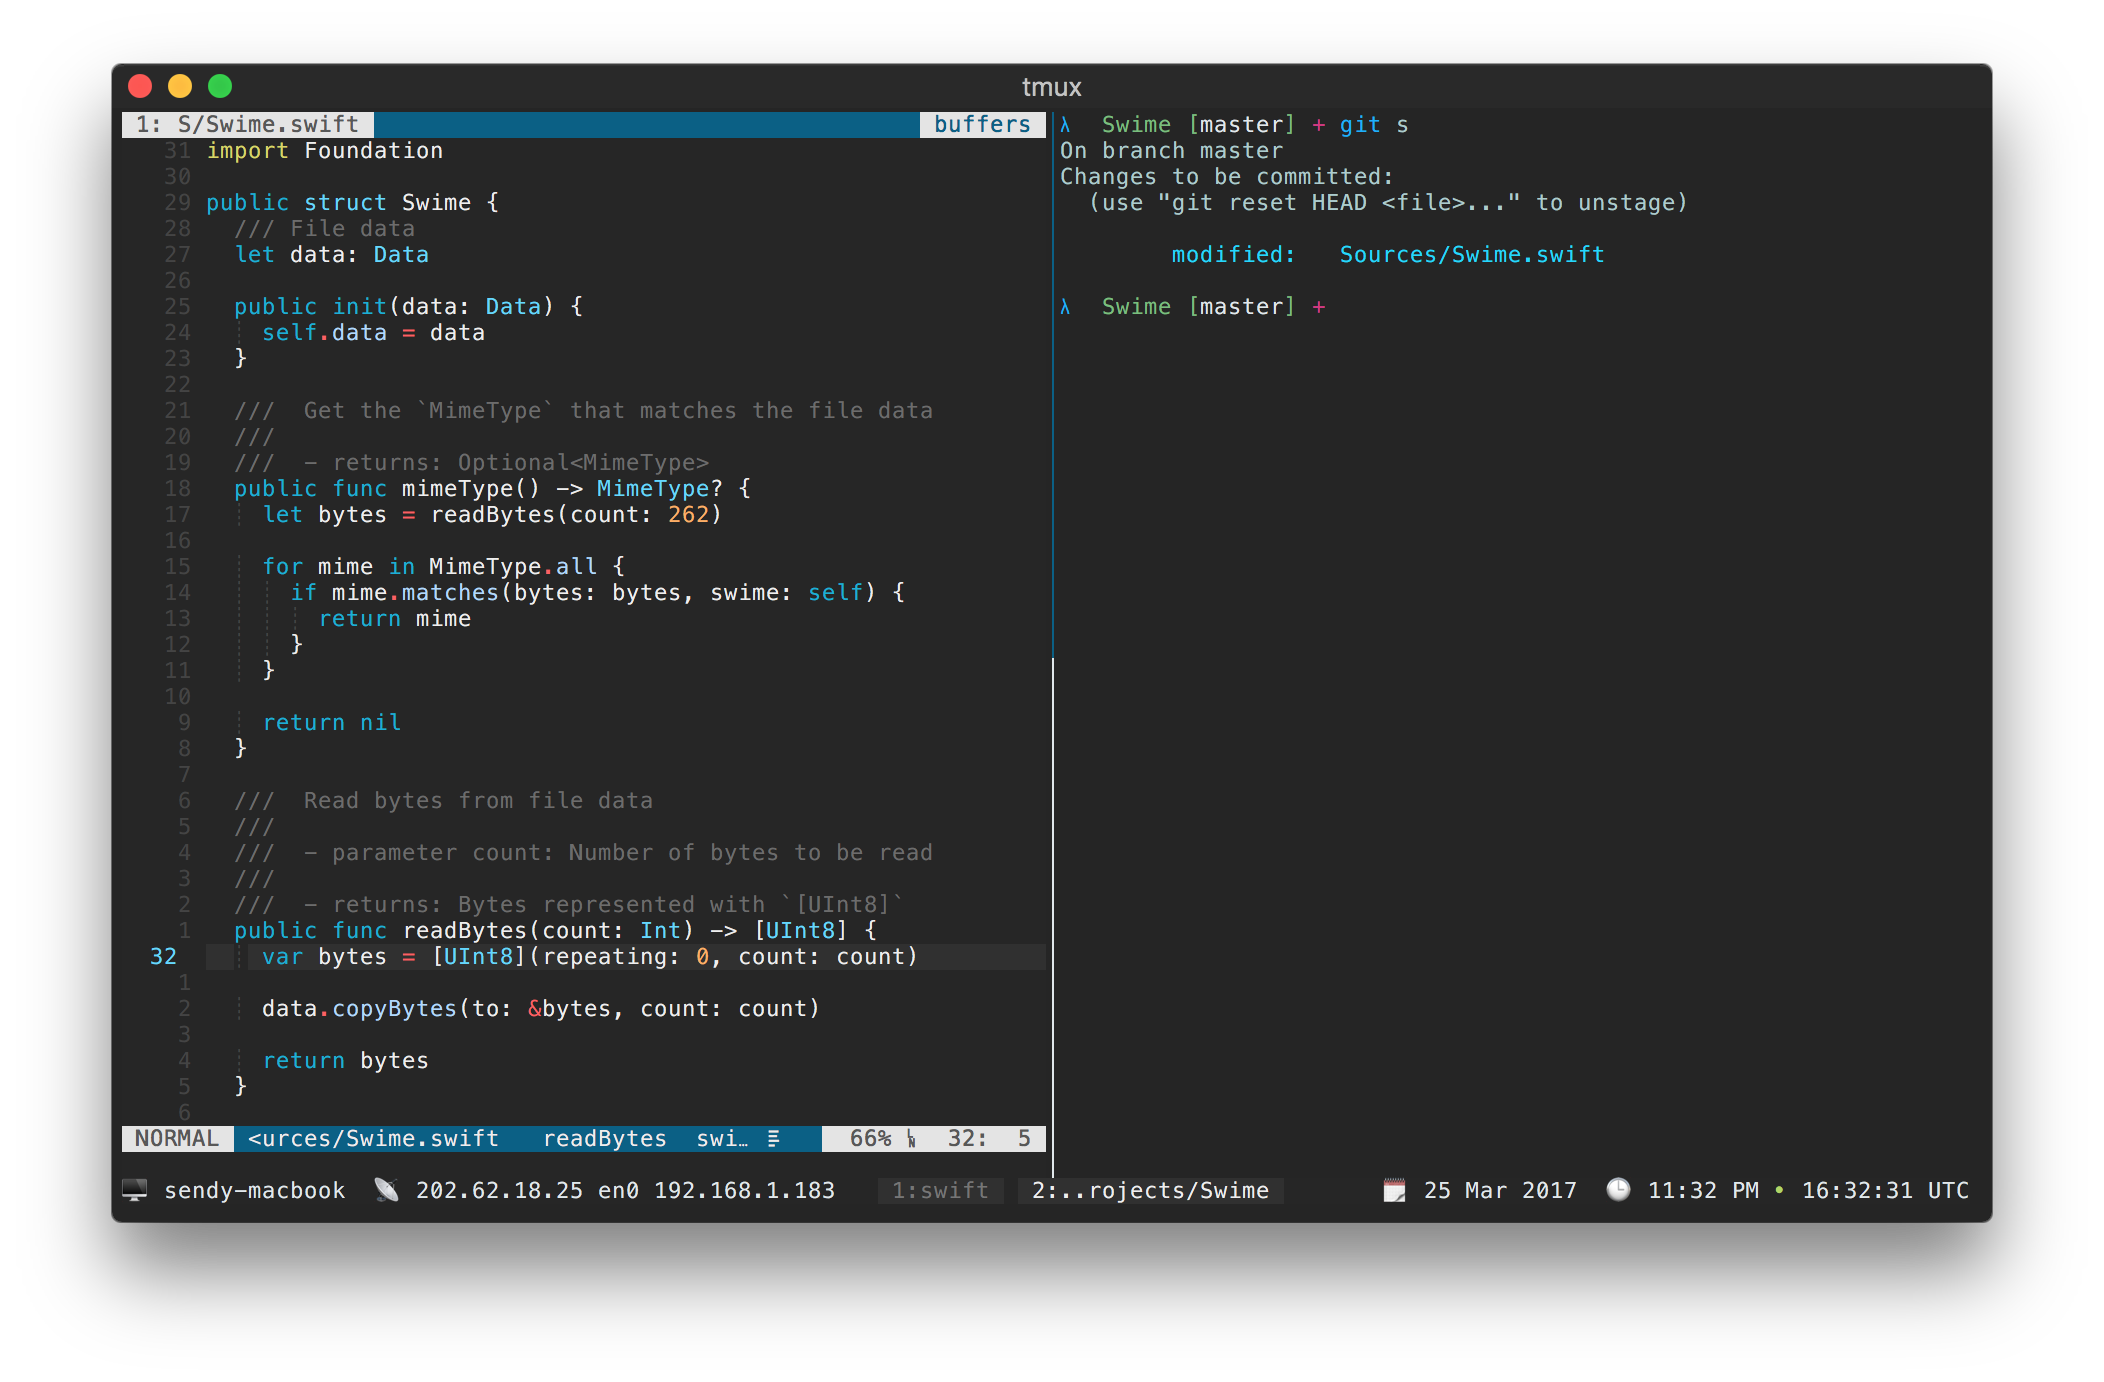 tmux
1: S/Swime.swift buffers
31 import Foundation
30
29 public struct Swime {
28   /// File data
27   let data: Data
26
25   public init(data: Data) {
24     self.data = data
23   }
22
21   ///  Get the `MimeType` that matches the file data
20   ///
19   ///  - returns: Optional<MimeType>
18   public func mimeType() -> MimeType? {
17     let bytes = readBytes(count: 262)
16
15     for mime in MimeType.all {
14       if mime.matches(bytes: bytes, swime: self) {
13         return mime
12       }
11     }
10
9     return nil
8   }
7
6   ///  Read bytes from file data
5   ///
4   ///  - parameter count: Number of bytes to be read
3   ///
2   ///  - returns: Bytes represented with `[UInt8]`
1   public func readBytes(count: Int) -> [UInt8] {
32     var bytes = [UInt8](repeating: 0, count: count)
1
2     data.copyBytes(to: &bytes, count: count)
3
4     return bytes
5   }
6
NORMAL <urces/Swime.swift readBytes swi… 66% 32: 5
λ  Swime [master] + git s
On branch master
Changes to be committed:
  (use "git reset HEAD <file>..." to unstage)
        modified:   Sources/Swime.swift
λ  Swime [master] +
sendy-macbook 202.62.18.25 en0 192.168.1.183 1:swift 2:..rojects/Swime 25 Mar 2017 11:32 PM • 16:32:31 UTC